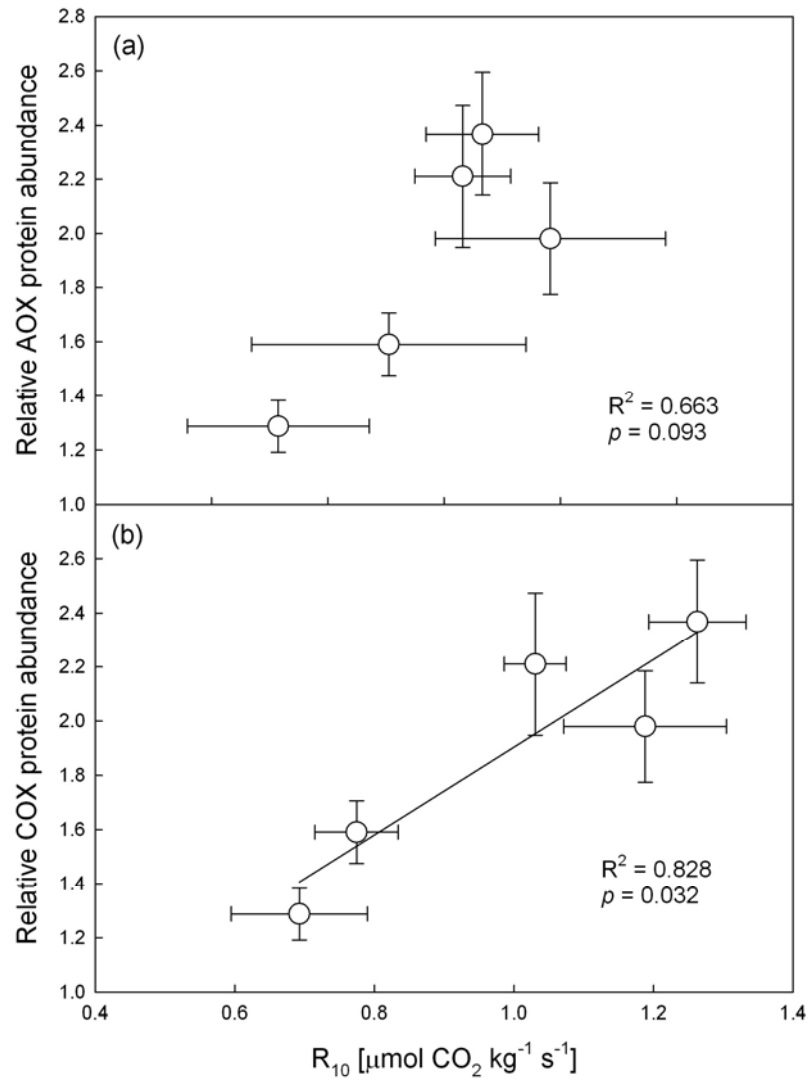 2.8
(a)
2.6
2.4
2.2
2.0
1.8
1.6
1.4
1.2
1.0
Relative AOX protein abundance
R² = 0.663
p = 0.093
(b)
2.6
2.4
2.2
2.0
1.8
1.6
1.4
1.2
1.0
Relative COX protein abundance
R² = 0.828
p = 0.032
0.4 0.6 0.8 1.0 1.2 1.4
R₁₀ [μmol CO₂ kg⁻¹ s⁻¹]